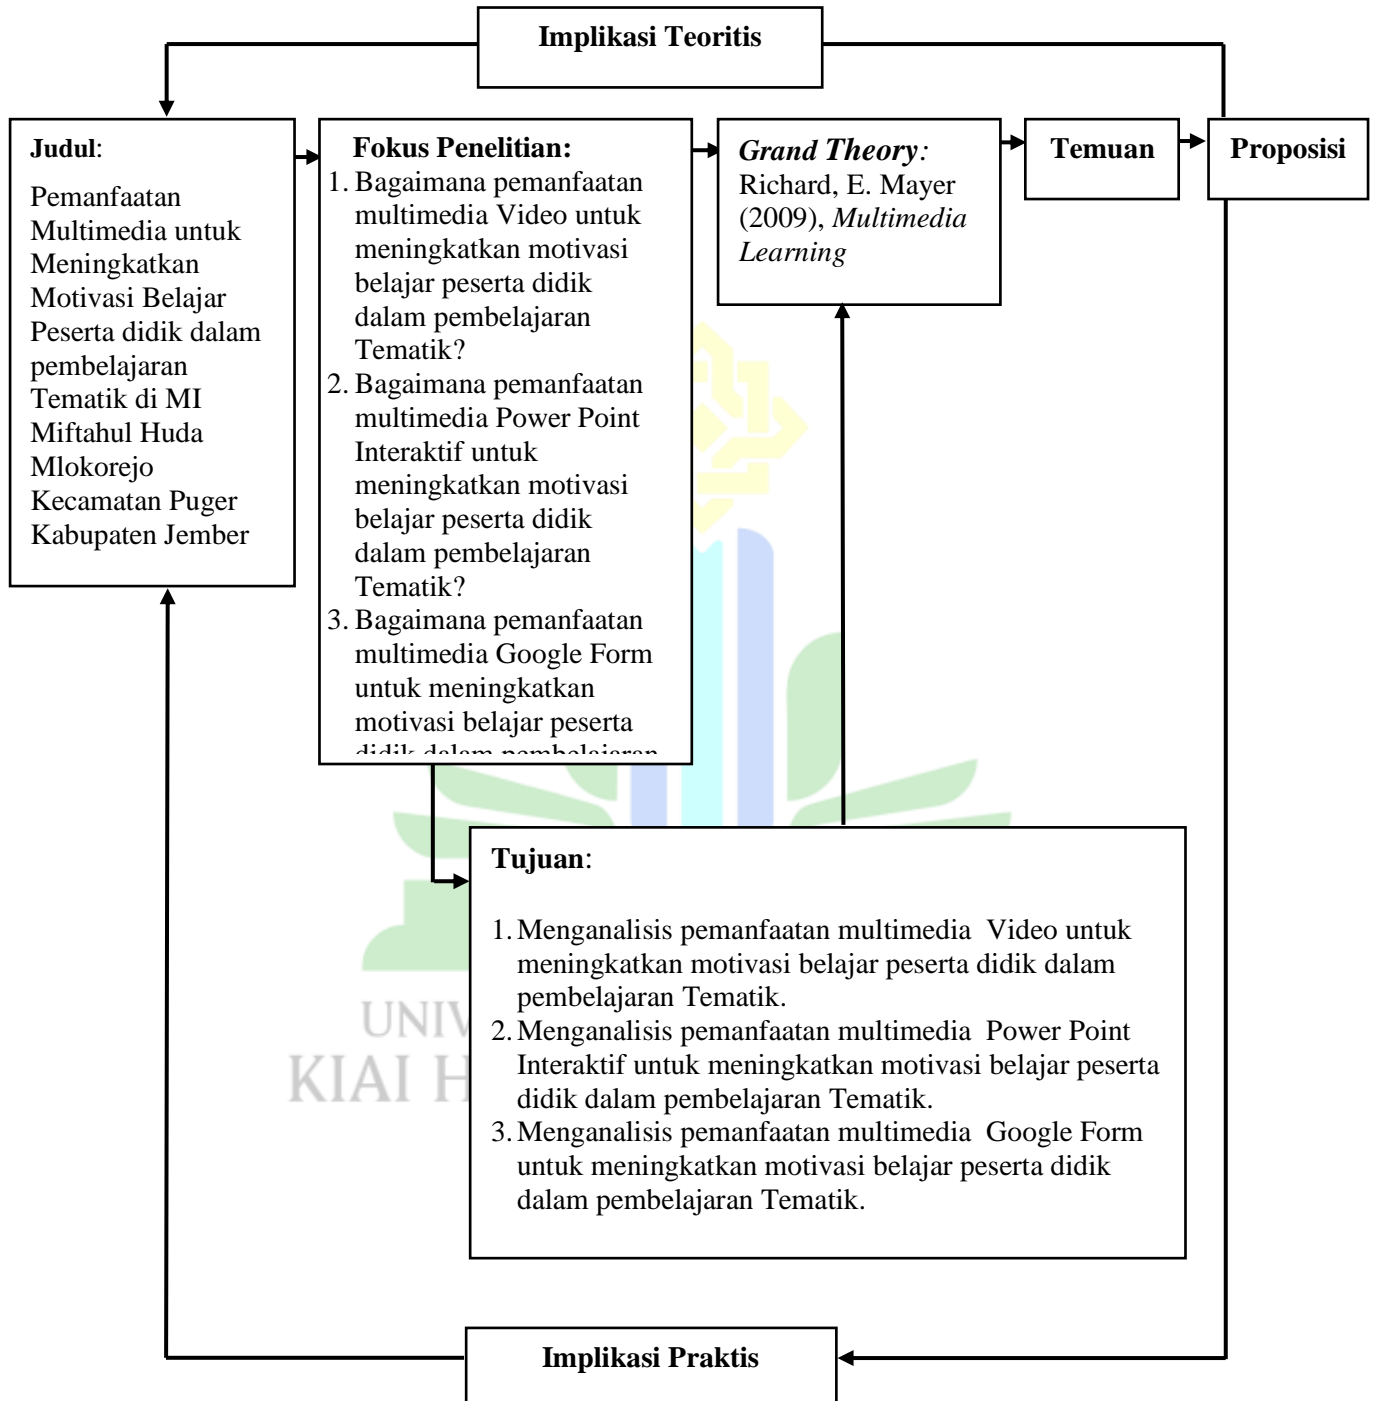 Implikasi Teoritis
Judul:
Pemanfaatan
Multimedia untuk
Meningkatkan
Motivasi Belajar
Peserta didik dalam
pembelajaran
Tematik di MI
Miftahul Huda
Mlokorejo
Kecamatan Puger
Kabupaten Jember
Fokus Penelitian:
1. Bagaimana pemanfaatan
multimedia Video untuk
meningkatkan motivasi
belajar peserta didik
dalam pembelajaran
Tematik?
2. Bagaimana pemanfaatan
multimedia Power Point
Interaktif untuk
meningkatkan motivasi
belajar peserta didik
dalam pembelajaran
Tematik?
3. Bagaimana pemanfaatan
multimedia Google Form
untuk meningkatkan
motivasi belajar peserta
didik dalam pembelajaran
Grand Theory:
Richard, E. Mayer
(2009), Multimedia
Learning
Temuan
Proposisi
Tujuan:
1. Menganalisis pemanfaatan multimedia Video untuk
meningkatkan motivasi belajar peserta didik dalam
pembelajaran Tematik.
2. Menganalisis pemanfaatan multimedia Power Point
Interaktif untuk meningkatkan motivasi belajar peserta
didik dalam pembelajaran Tematik.
3. Menganalisis pemanfaatan multimedia Google Form
untuk meningkatkan motivasi belajar peserta didik
dalam pembelajaran Tematik.
UNIV
KIAI H
Implikasi Praktis